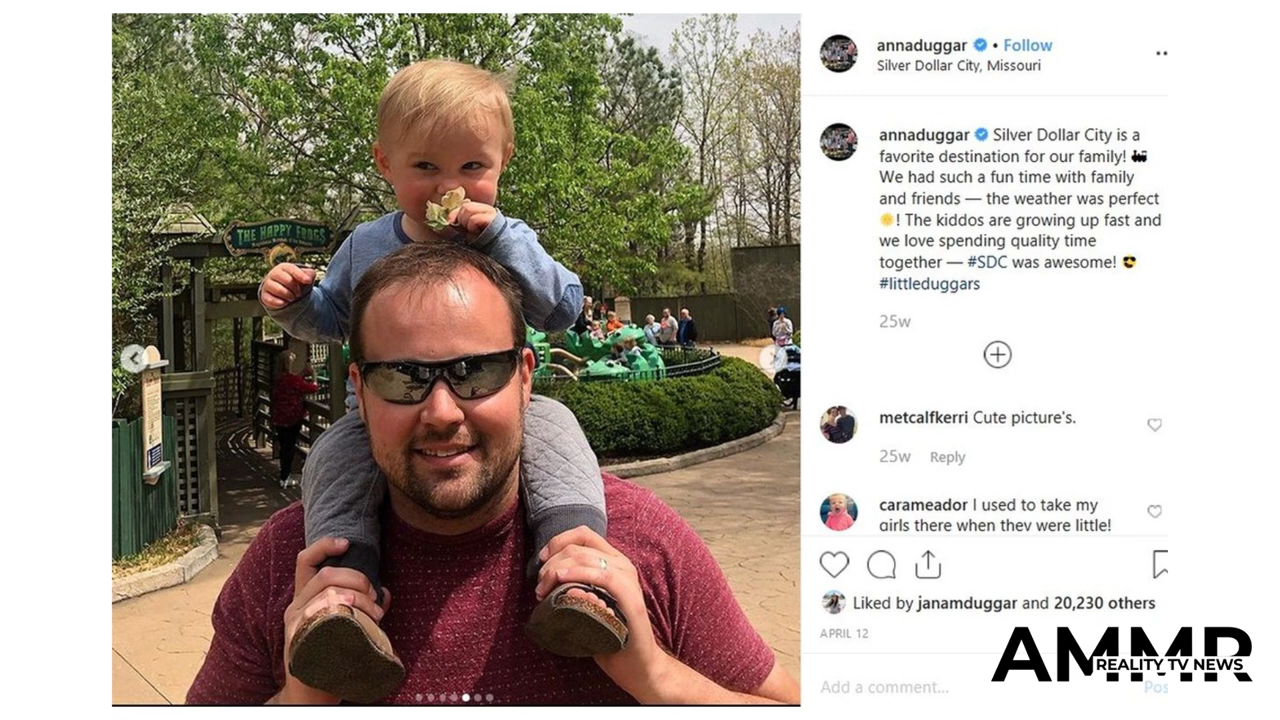 THE HAPPY FROGS
annaduggar • Follow
Silver Dollar City, Missouri
annaduggar Silver Dollar City is a
favorite destination for our family! 🚂
We had such a fun time with family
and friends — the weather was perfect
☀️! The kiddos are growing up fast and
we love spending quality time
together — #SDC was awesome! 😎
#littleduggars
25w
metcalfkerri Cute picture's.
25w Reply
carameador I used to take my
girls there when they were little!
Liked by janamduggar and 20,230 others
APRIL 12
Add a comment...
Pos
AMMR
REALITY TV NEWS